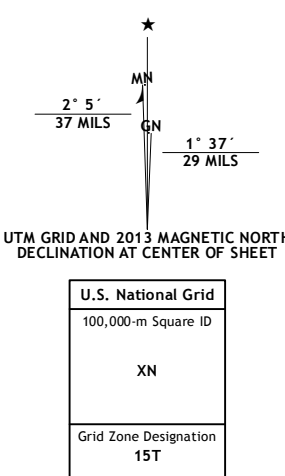 ★
MN
2° 5´
37 MILS
GN
1° 37´
29 MILS
UTM GRID AND 2013 MAGNETIC NORTH
DECLINATION AT CENTER OF SHEET
U.S. National Grid
100,000-m Square ID
XN
Grid Zone Designation
15T